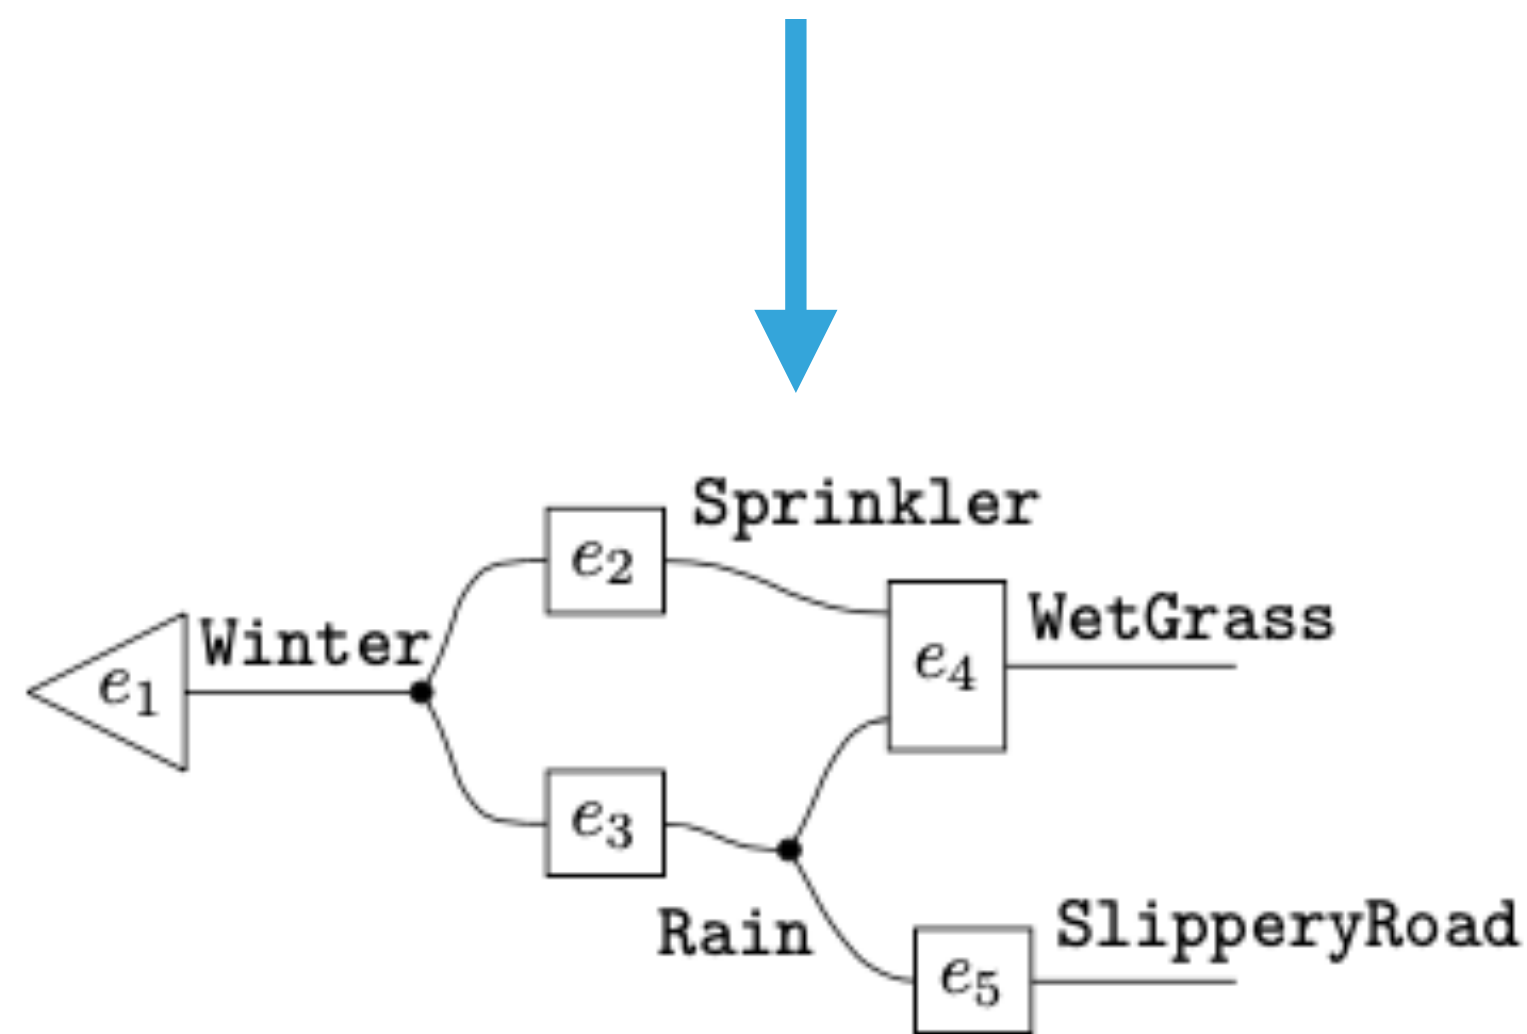 Sprinkler
e2
WetGrass
Winter
e4
e1
e3
Rain
SlipperyRoad
e5